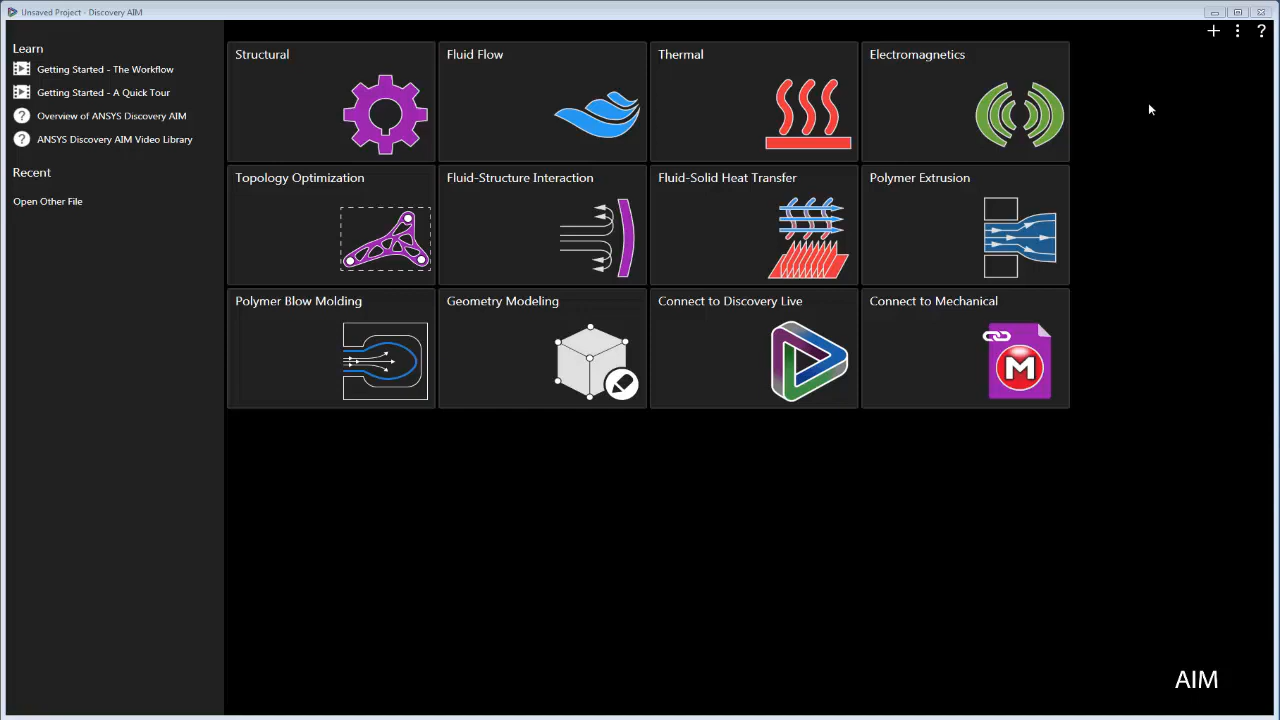 Unsaved Project - Discovery AIM
Learn
Getting Started - The Workflow
Getting Started - A Quick Tour
Overview of ANSYS Discovery AIM
ANSYS Discovery AIM Video Library
Recent
Open Other File
Structural
Fluid Flow
Thermal
Electromagnetics
Topology Optimization
Fluid-Structure Interaction
Fluid-Solid Heat Transfer
Polymer Extrusion
Polymer Blow Molding
Geometry Modeling
Connect to Discovery Live
Connect to Mechanical
M
AIM